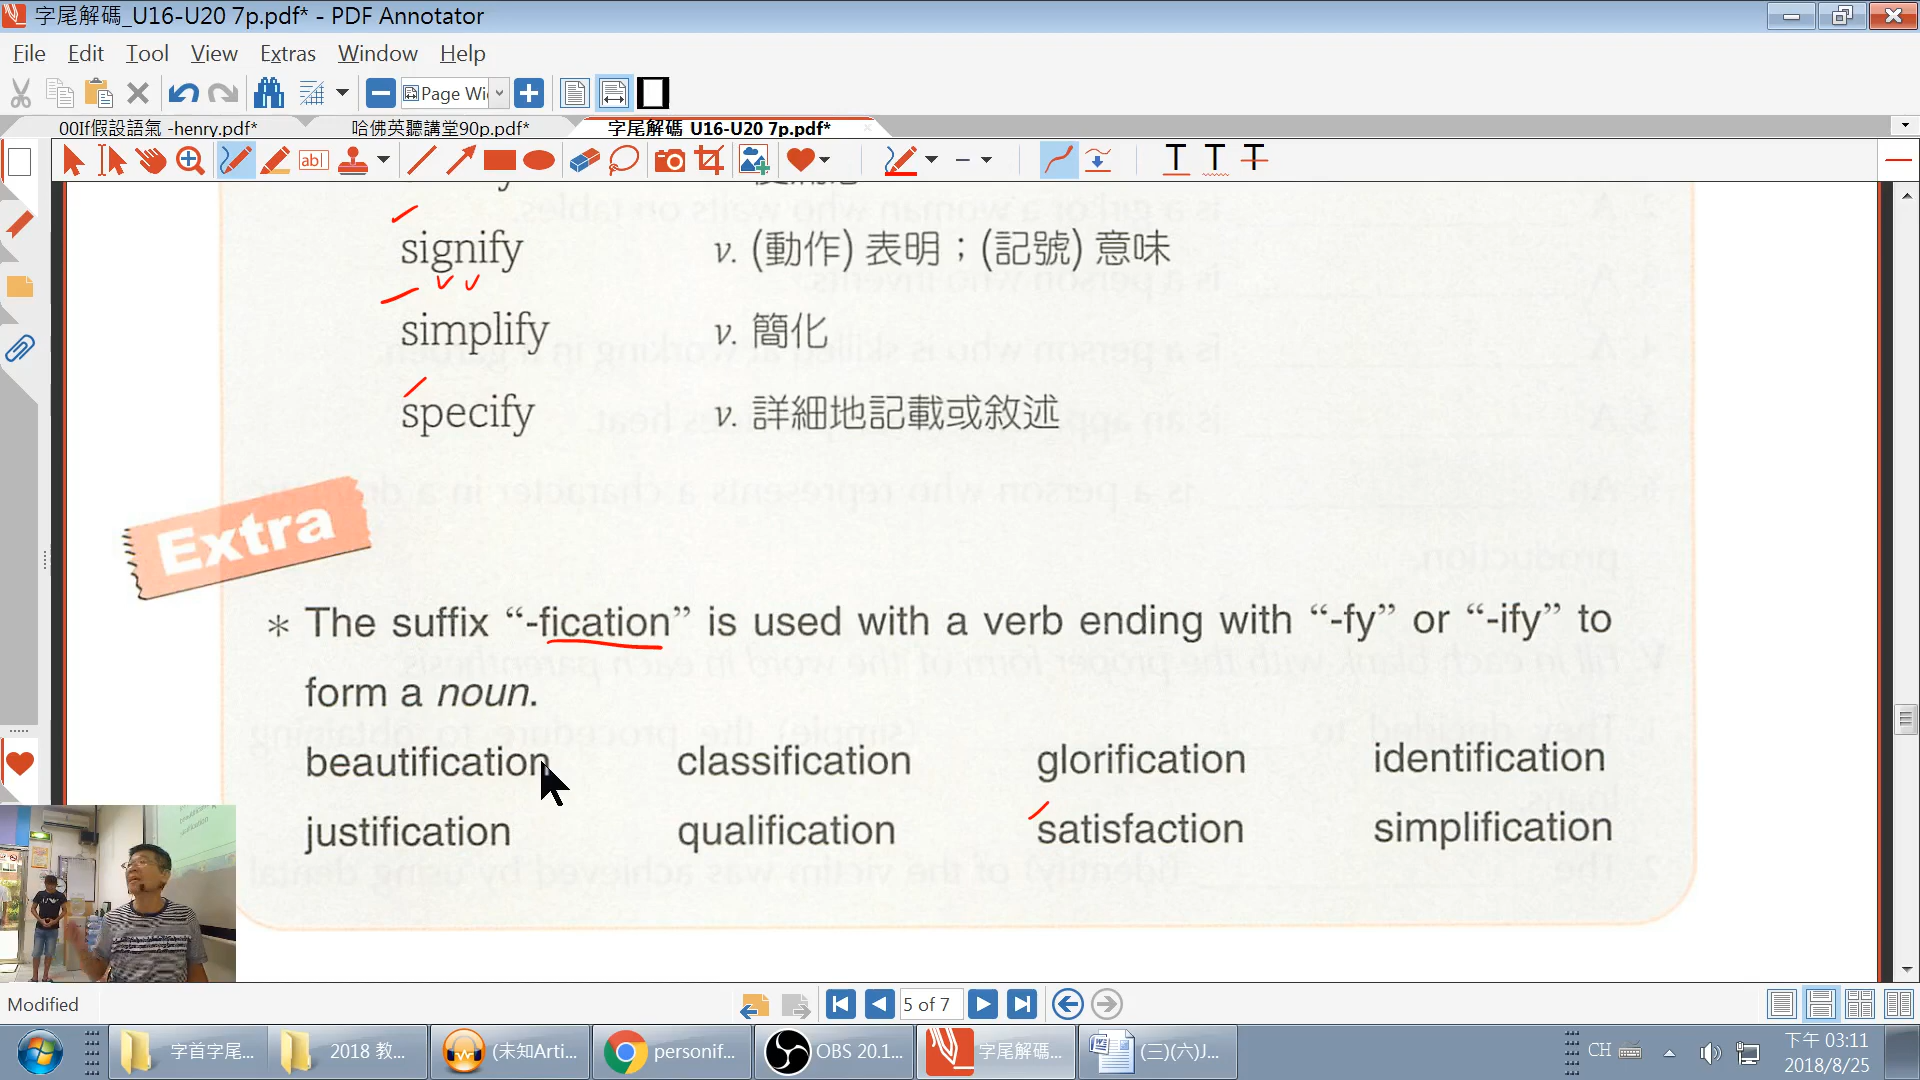 字尾解碼_U16-U20 7p.pdf* - PDF Annotator
File Edit Tool View Extras Window Help
Page Wi
00If假設語氣 -henry.pdf* 哈佛英聽講堂90p.pdf* 字尾解碼_U16-U20 7p.pdf*
signify v. (動作) 表明；(記號) 意味
simplify v. 簡化
specify v. 詳細地記載或敘述
Extra
* The suffix “-fication” is used with a verb ending with “-fy” or “-ify” to
form a noun.
beautification classification glorification identification
justification qualification satisfaction simplification
Modified 5 of 7
字首字尾... 2018 教... (未知Arti... personif... OBS 20.1... 字尾解碼... (三)(六)J... CH 下午 03:11
2018/8/25